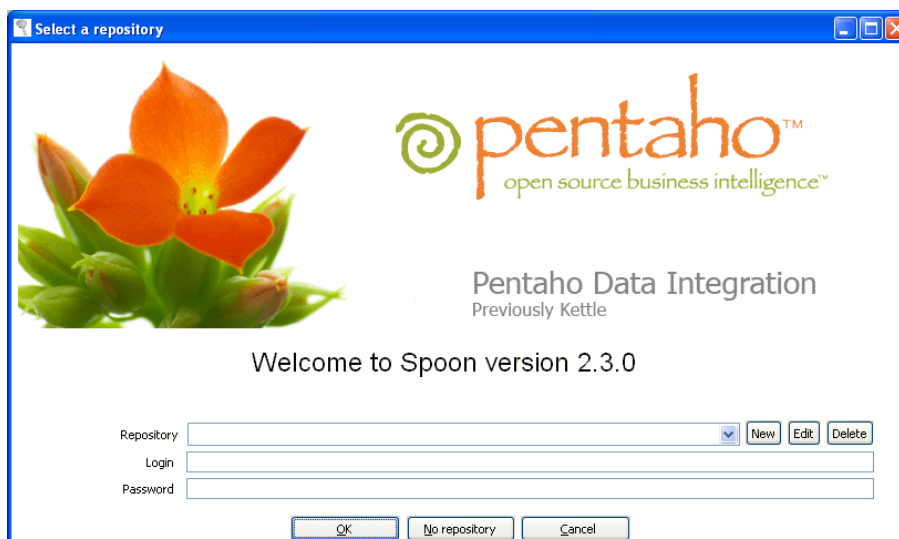 Select a repository
pentaho™
open source business intelligence™
Pentaho Data Integration
Previously Kettle
Welcome to Spoon version 2.3.0
Repository New Edit Delete
Login
Password
OK No repository Cancel